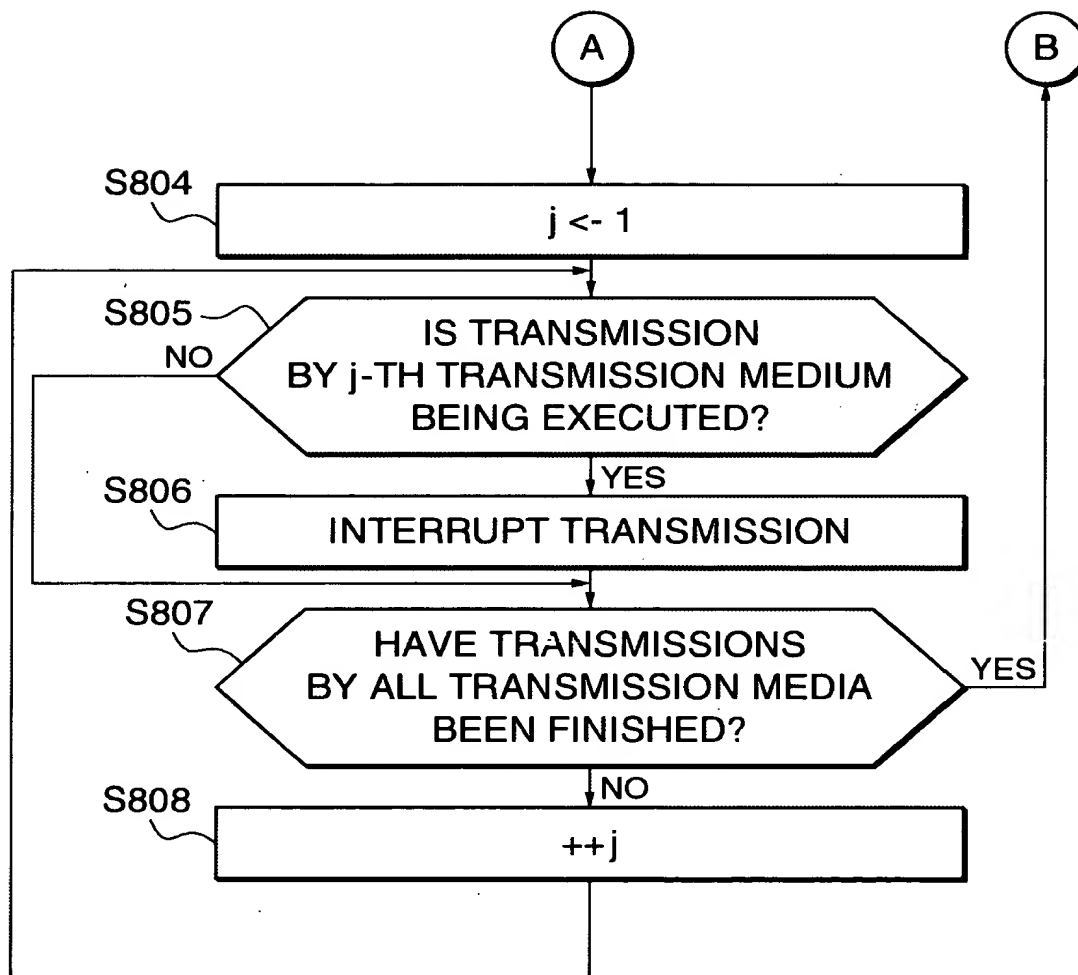 A
B
S804
j <- 1
S805
NO
IS TRANSMISSION
BY j-TH TRANSMISSION MEDIUM
BEING EXECUTED?
YES
S806
INTERRUPT TRANSMISSION
S807
HAVE TRANSMISSIONS
BY ALL TRANSMISSION MEDIA
BEEN FINISHED?
YES
NO
S808
++j